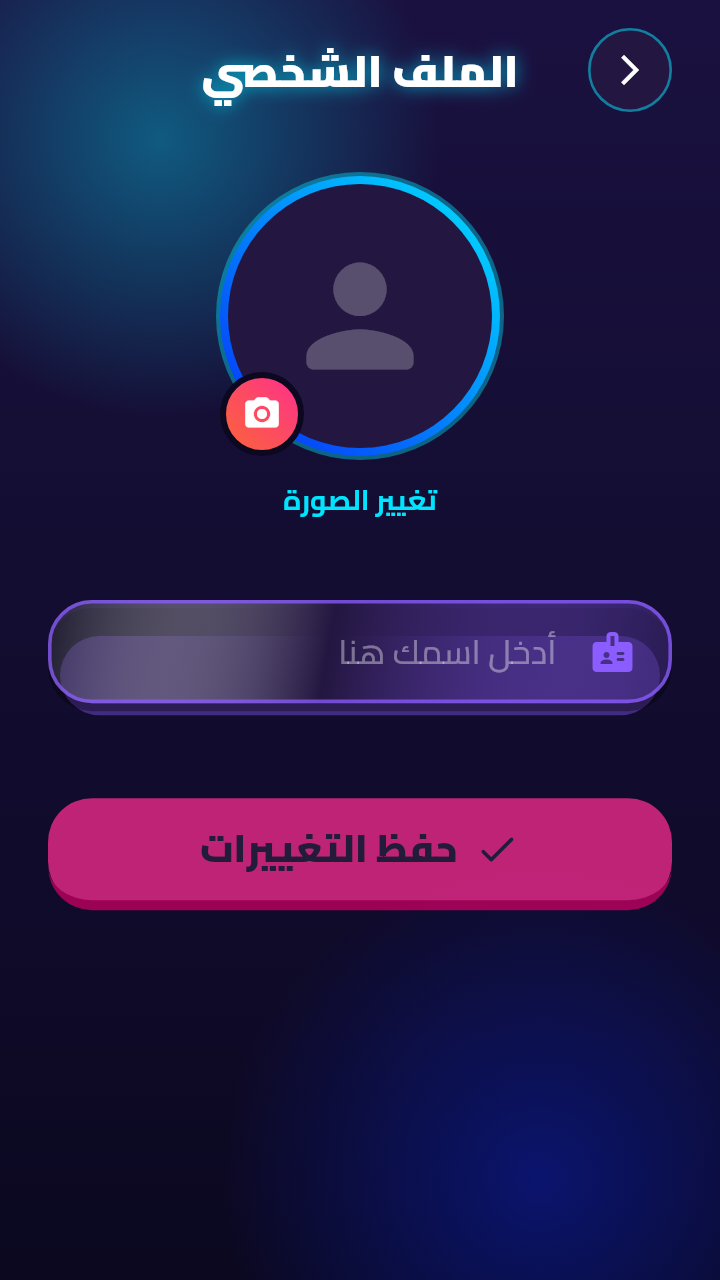 الملف الشخصي
تغيير الصورة
أدخل اسمك هنا
حفظ التغييرات